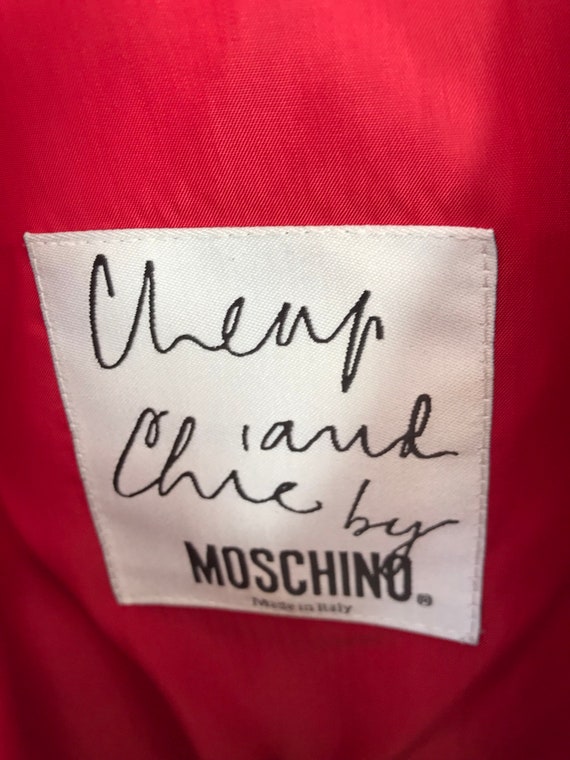 Cheap
and
Chic by
MOSCHINO®
Made in Italy